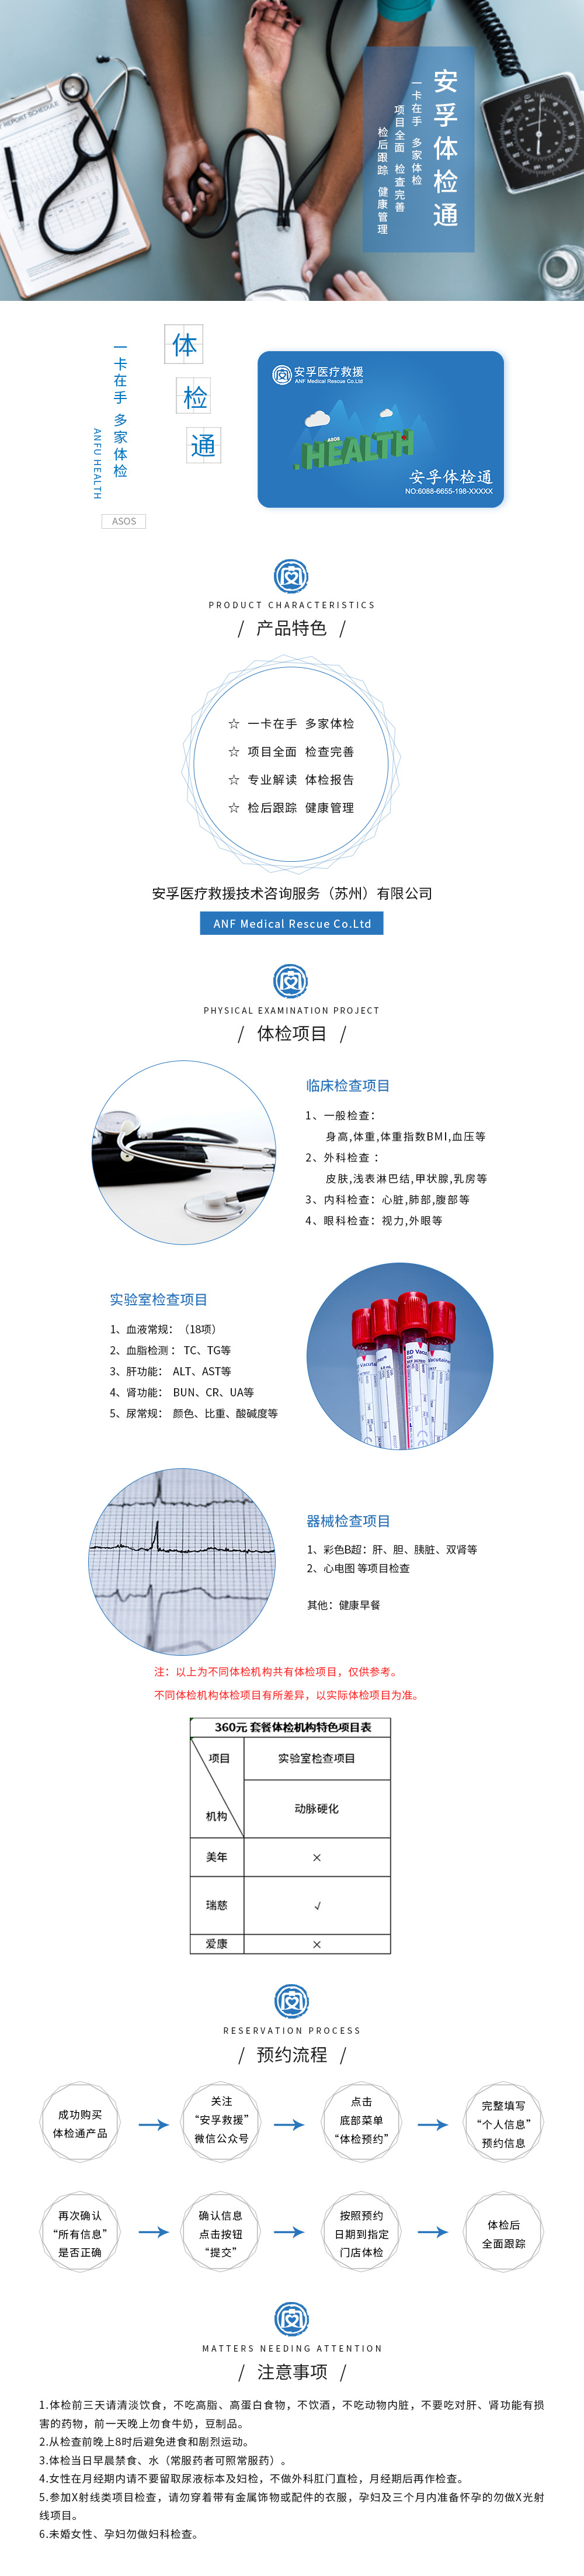 安孚体检通
一卡在手 多家体检
项目全面 检查完善
检后跟踪 健康管理
体
检
通
一卡在手 多家体检
ANFU HEALTH
ASOS
安孚医疗救援
ANF Medical Rescue Co.Ltd
ASOS
HEALTH
安孚体检通
NO:6088-6655-198-XXXXX
PRODUCT CHARACTERISTICS
/ 产品特色 /
☆ 一卡在手 多家体检
☆ 项目全面 检查完善
☆ 专业解读 体检报告
☆ 检后跟踪 健康管理
安孚医疗救援技术咨询服务（苏州）有限公司
ANF Medical Rescue Co.Ltd
PHYSICAL EXAMINATION PROJECT
/ 体检项目 /
临床检查项目
1、一般检查：
身高,体重,体重指数BMI,血压等
2、外科检查 ：
皮肤,浅表淋巴结,甲状腺,乳房等
3、内科检查：心脏,肺部,腹部等
4、眼科检查：视力,外眼等
实验室检查项目
1、血液常规：（18项）
2、血脂检测 ： TC、TG等
3、肝功能： ALT、AST等
4、肾功能： BUN、CR、UA等
5、尿常规： 颜色、比重、酸碱度等
器械检查项目
1、彩色B超：肝、胆、胰脏、双肾等
2、心电图 等项目检查
其他：健康早餐
注：以上为不同体检机构共有体检项目，仅供参考。
不同体检机构体检项目有所差异，以实际体检项目为准。
360元 套餐体检机构特色项目表
项目 实验室检查项目
机构 动脉硬化
美年 ×
瑞慈 √
爱康 ×
RESERVATION PROCESS
/ 预约流程 /
成功购买
体检通产品
关注
“安孚救援”
微信公众号
点击
底部菜单
“体检预约”
完整填写
“个人信息”
预约信息
再次确认
“所有信息”
是否正确
确认信息
点击按钮
“提交”
按照预约
日期到指定
门店体检
体检后
全面跟踪
MATTERS NEEDING ATTENTION
/ 注意事项 /
1.体检前三天请清淡饮食，不吃高脂、高蛋白食物，不饮酒，不吃动物内脏，不要吃对肝、肾功能有损
害的药物，前一天晚上勿食牛奶，豆制品。
2.从检查前晚上8时后避免进食和剧烈运动。
3.体检当日早晨禁食、水（常服药者可照常服药）。
4.女性在月经期内请不要留取尿液标本及妇检，不做外科肛门直检，月经期后再作检查。
5.参加X射线类项目检查，请勿穿着带有金属饰物或配件的衣服，孕妇及三个月内准备怀孕的勿做X光射
线项目。
6.未婚女性、孕妇勿做妇科检查。